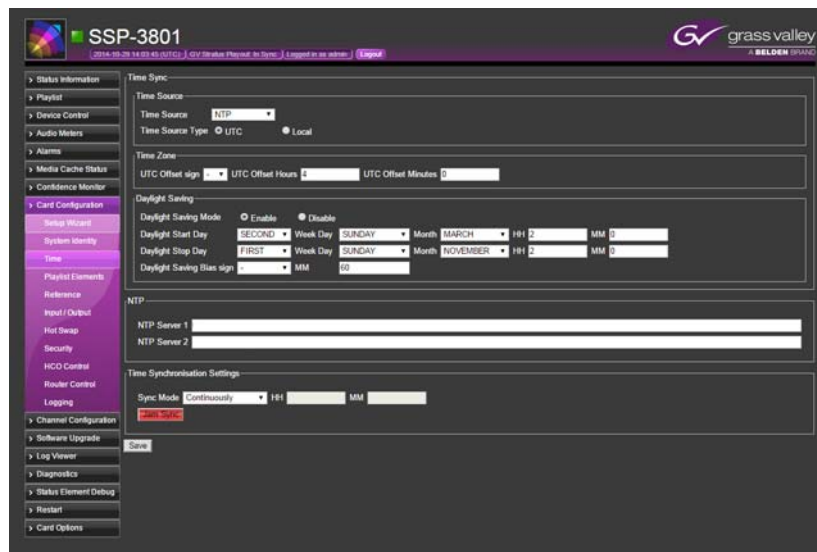 SSP-3801
2014-10-29 14:03:45 (UTC) GV Stratus Playout: In Sync Logged in as admin Logout
GV grass valley
A BELDEN BRAND
> Status Information
> Playlist
> Device Control
> Audio Meters
> Alarms
> Media Cache Status
> Confidence Monitor
> Card Configuration
Setup Wizard
System Identity
Time
Playlist Elements
Reference
Input / Output
Hot Swap
Security
HCO Control
Router Control
Logging
> Channel Configuration
> Software Upgrade
> Log Viewer
> Diagnostics
> Status Element Debug
> Restart
> Card Options
Time Sync
Time Source
Time Source NTP
Time Source Type UTC Local
Time Zone
UTC Offset sign - UTC Offset Hours 4 UTC Offset Minutes 0
Daylight Saving
Daylight Saving Mode Enable Disable
Daylight Start Day SECOND Week Day SUNDAY Month MARCH HH 2 MM 0
Daylight Stop Day FIRST Week Day SUNDAY Month NOVEMBER HH 2 MM 0
Daylight Saving Bias sign - MM 60
NTP
NTP Server 1
NTP Server 2
Time Synchronisation Settings
Sync Mode Continuously HH MM
Jam Sync
Save